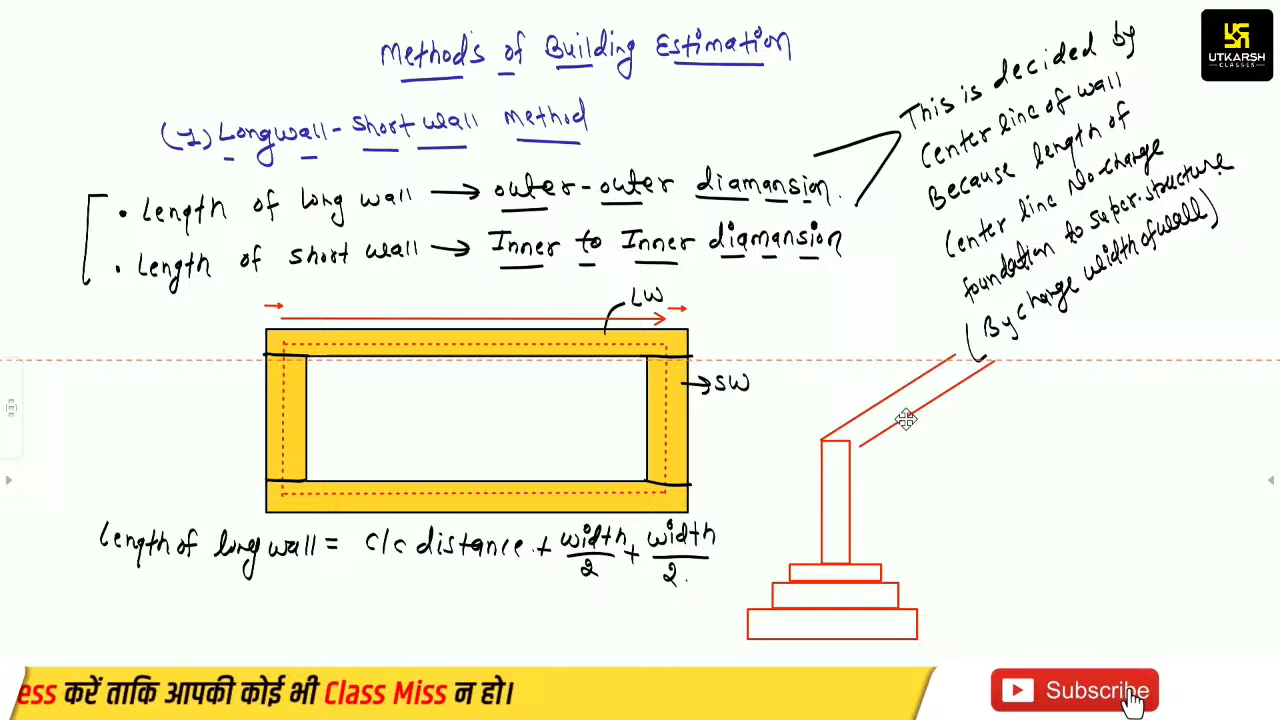 Methods of Building Estimation
(1) Longwall-short wall Method
• Length of long wall → outer-outer diamansion.
• Length of short wall → Inner to Inner diamansion
This is decided by
Center line of wall
Because length of
Center line No-change
foundation to super-structure
(By change width of wall)
LW
SW
Length of long wall = c/c distance + width/2 + width/2.
UTKARSH
CLASSES
ess करें ताकि आपकी कोई भी Class Miss न हो।
Subscribe